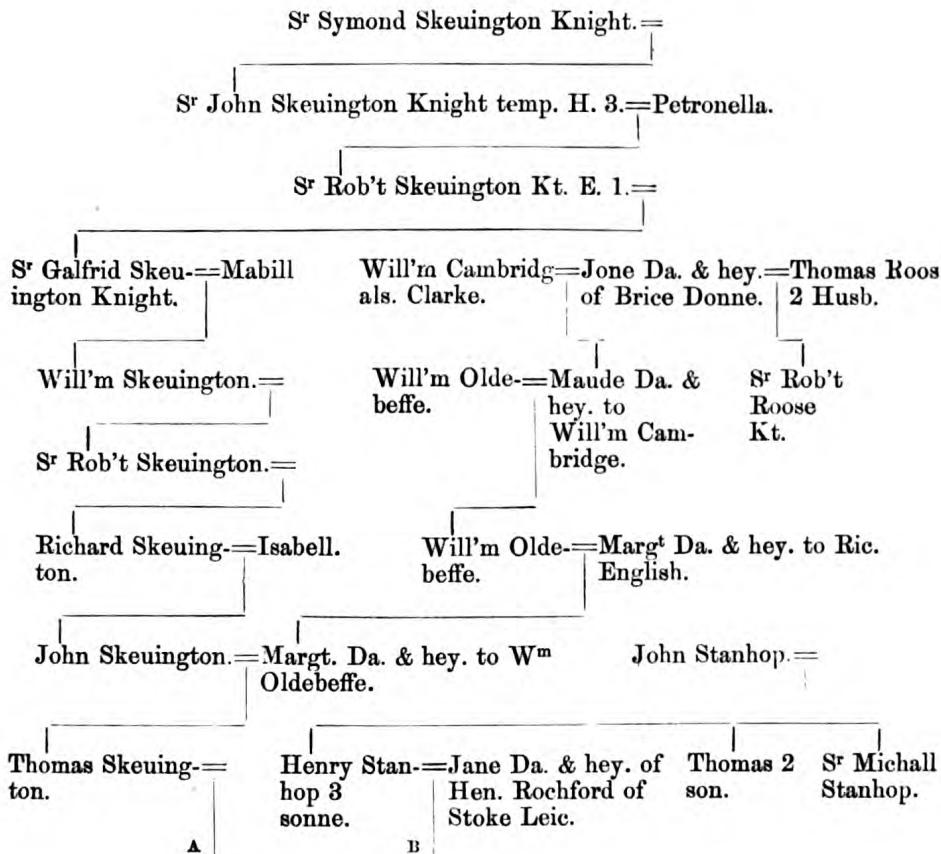 Sʳ Symond Skeuington Knight.=
Sʳ John Skeuington Knight temp. H. 3.=Petronella.
Sʳ Rob't Skeuington Kt. E. 1.=
Sʳ Galfrid Skeu-=Mabill
ington Knight.
Will'm Cambridg=Jone Da. & hey.=Thomas Roos
als. Clarke. of Brice Donne. 2 Husb.
Will'm Skeuington.=
Will'm Olde-=Maude Da. &
beffe. hey. to
Will'm Cam-
bridge.
Sʳ Rob't
Roose
Kt.
Sʳ Rob't Skeuington.=
Richard Skeuing-=Isabell.
ton.
Will'm Olde-=Margᵗ Da. & hey. to Ric.
beffe. English.
John Skeuington.=Margt. Da. & hey. to Wᵐ
Oldebeffe.
John Stanhop.=
Thomas Skeuing-=
ton.
Henry Stan-=Jane Da. & hey. of
hop 3 Hen. Rochford of
sonne. Stoke Leic.
Thomas 2
son.
Sʳ Michall
Stanhop.
A B